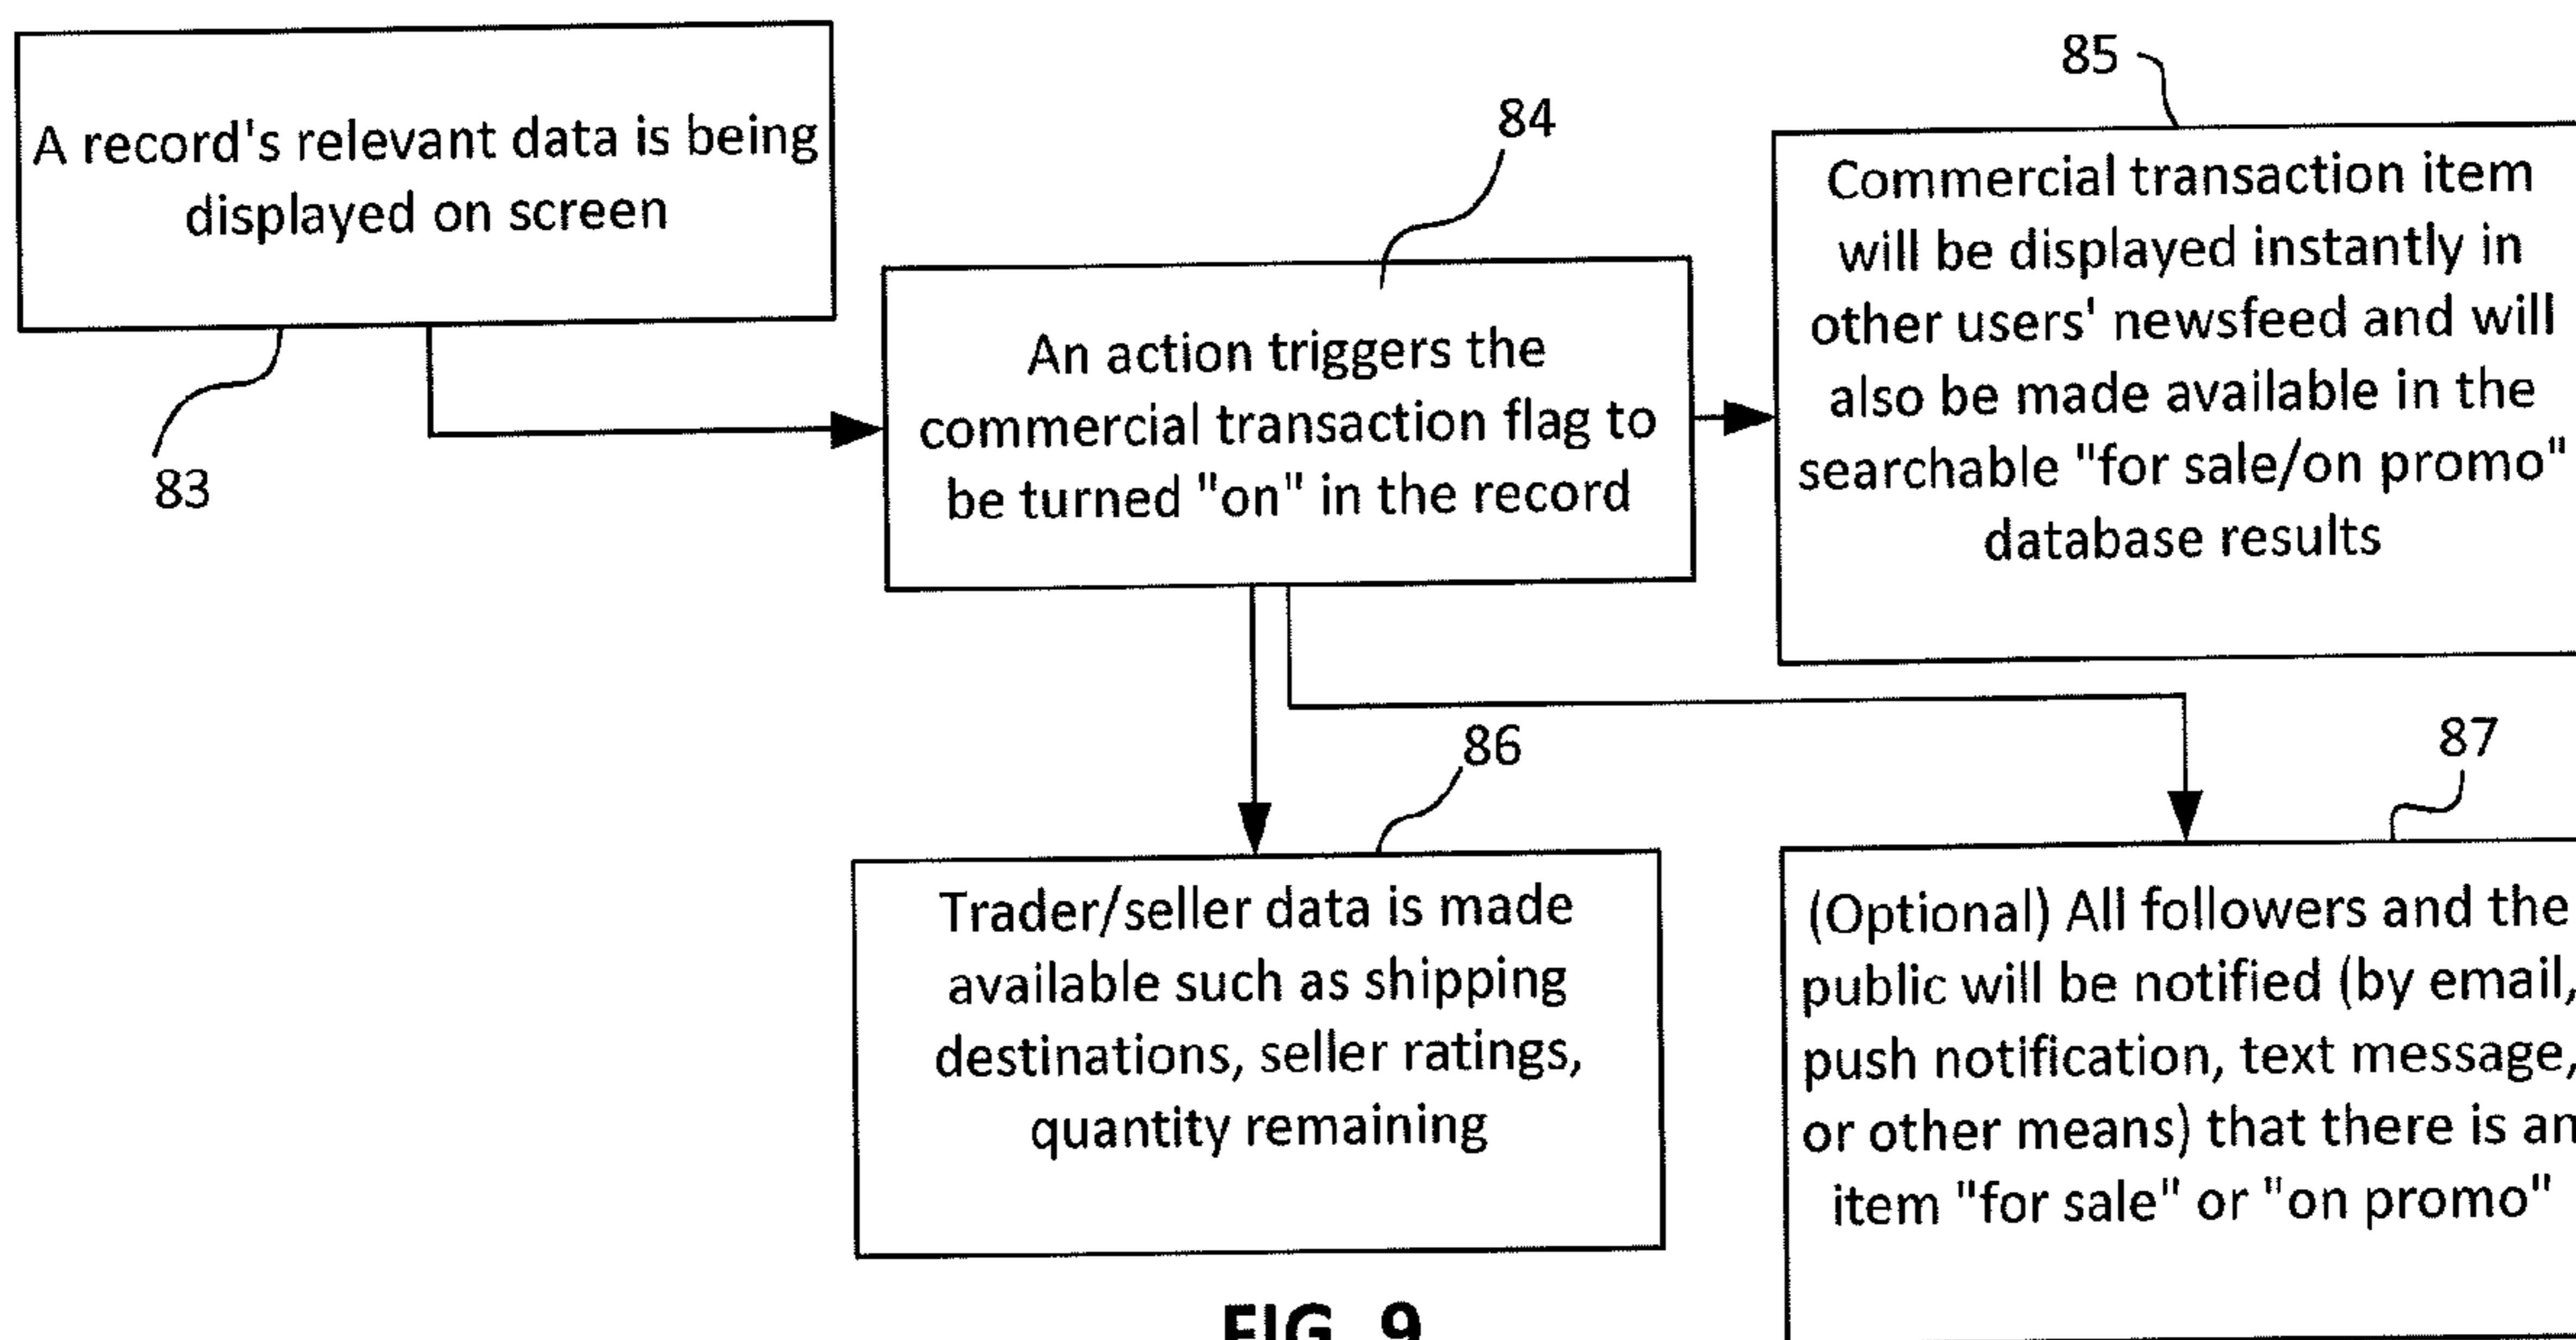 A record's relevant data is being
displayed on screen
83
84
An action triggers the
commercial transaction flag to
be turned "on" in the record
85
Commercial transaction item
will be displayed instantly in
other users' newsfeed and will
also be made available in the
searchable "for sale/on promo"
database results
86
Trader/seller data is made
available such as shipping
destinations, seller ratings,
quantity remaining
87
(Optional) All followers and the
public will be notified (by email,
push notification, text message,
or other means) that there is an
item "for sale" or "on promo"
FIG. 9